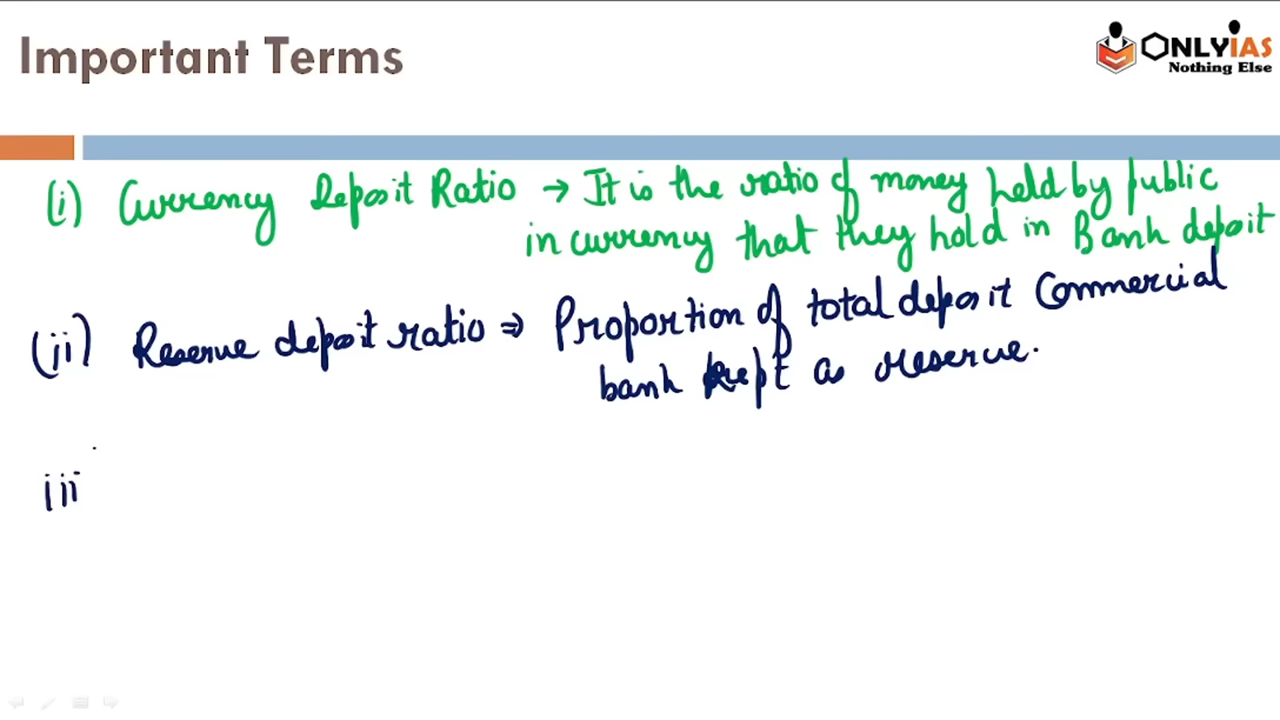 Important Terms
ONLYIAS
Nothing Else
(i) Currency Deposit Ratio → It is the ratio of money held by public
in currency that they hold in Bank deposit
(ii) Reserve deposit ratio ⇒ Proportion of total deposit Commercial
bank kept as reserve.
iii